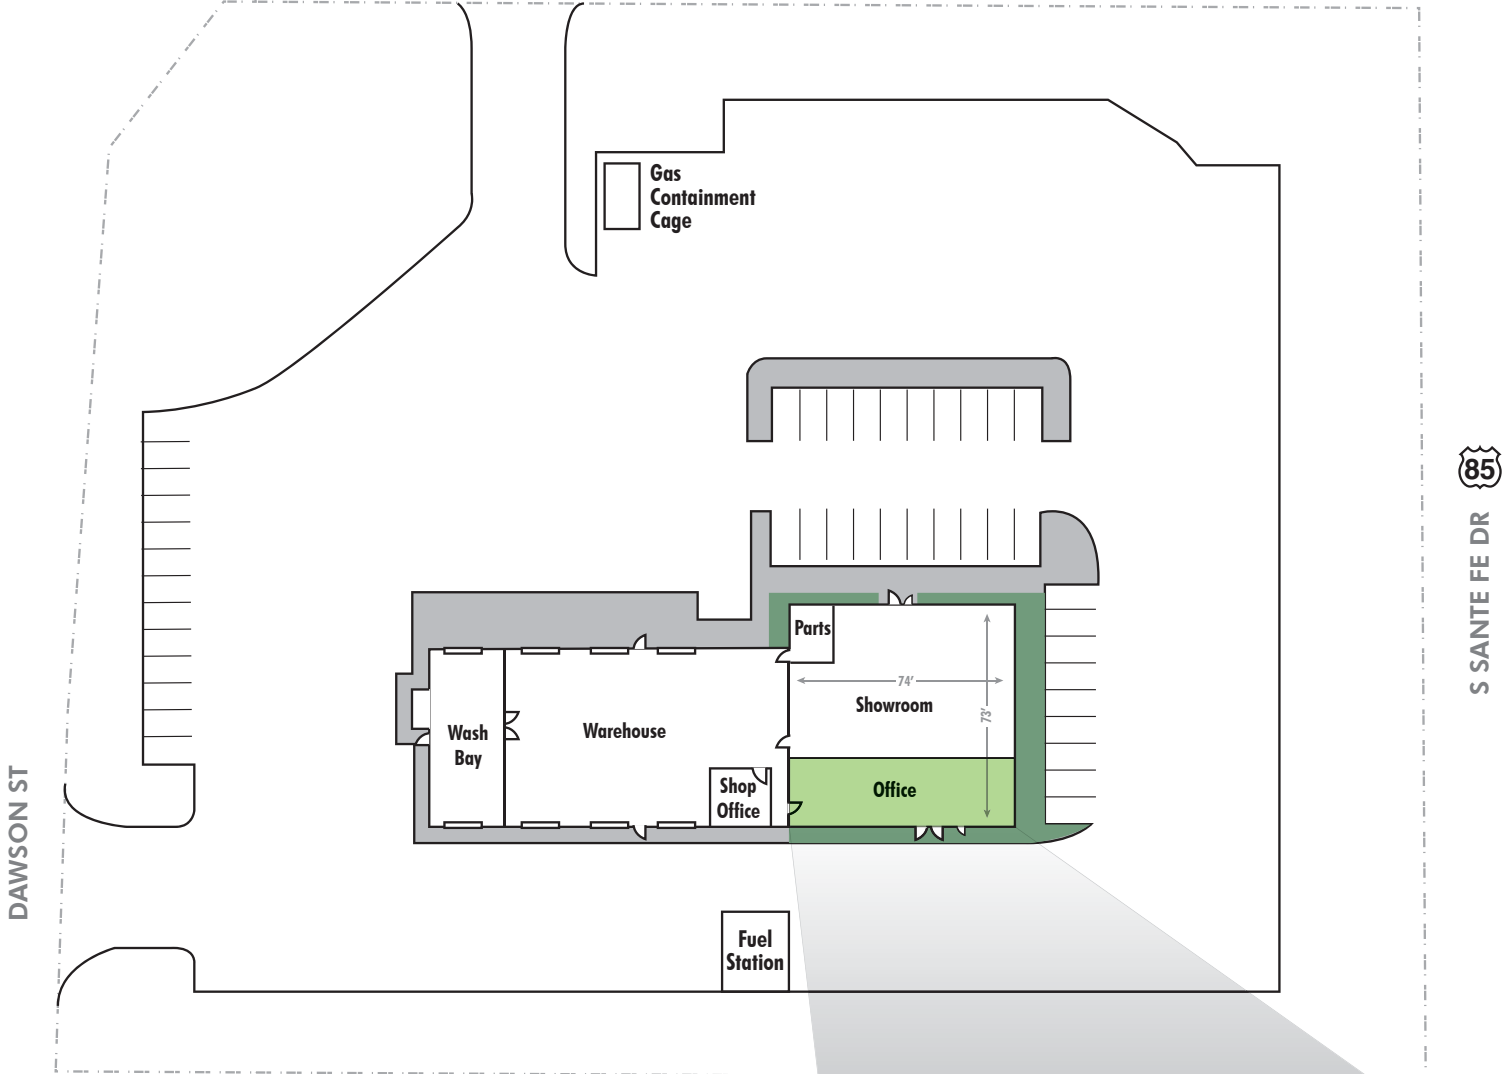 Gas
Containment
Cage
85
S SANTE FE DR
Parts
74'
73'
Showroom
Wash
Bay
Warehouse
Shop
Office
Office
DAWSON ST
Fuel
Station